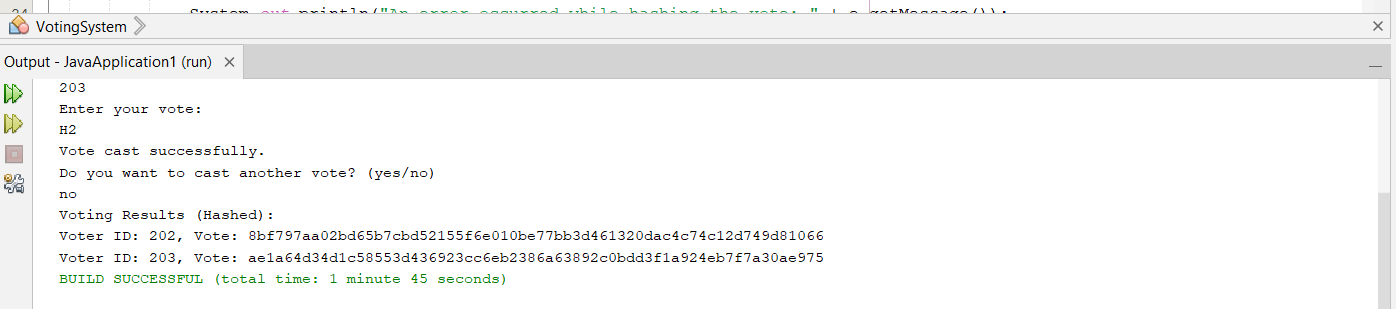 24 System.out.println("An error occurred while hashing the vote: " + e.getMessage());
VotingSystem
Output - JavaApplication1 (run)
203
Enter your vote:
H2
Vote cast successfully.
Do you want to cast another vote? (yes/no)
no
Voting Results (Hashed):
Voter ID: 202, Vote: 8bf797aa02bd65b7cbd52155f6e010be77bb3d461320dac4c74c12d749d81066
Voter ID: 203, Vote: ae1a64d34d1c58553d436923cc6eb2386a63892c0bdd3f1a924eb7f7a30ae975
BUILD SUCCESSFUL (total time: 1 minute 45 seconds)